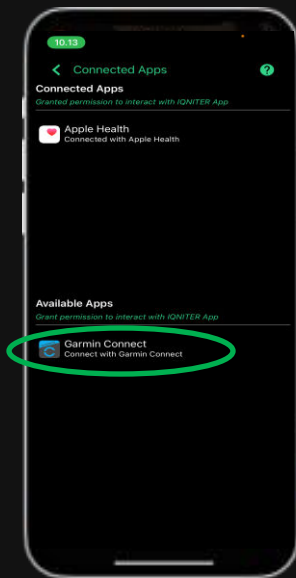 10.13
Connected Apps
?
Connected Apps
Granted permission to interact with IQNITER App
Apple Health
Connected with Apple Health
Available Apps
Grant permission to interact with IQNITER App
Garmin Connect
Connect with Garmin Connect